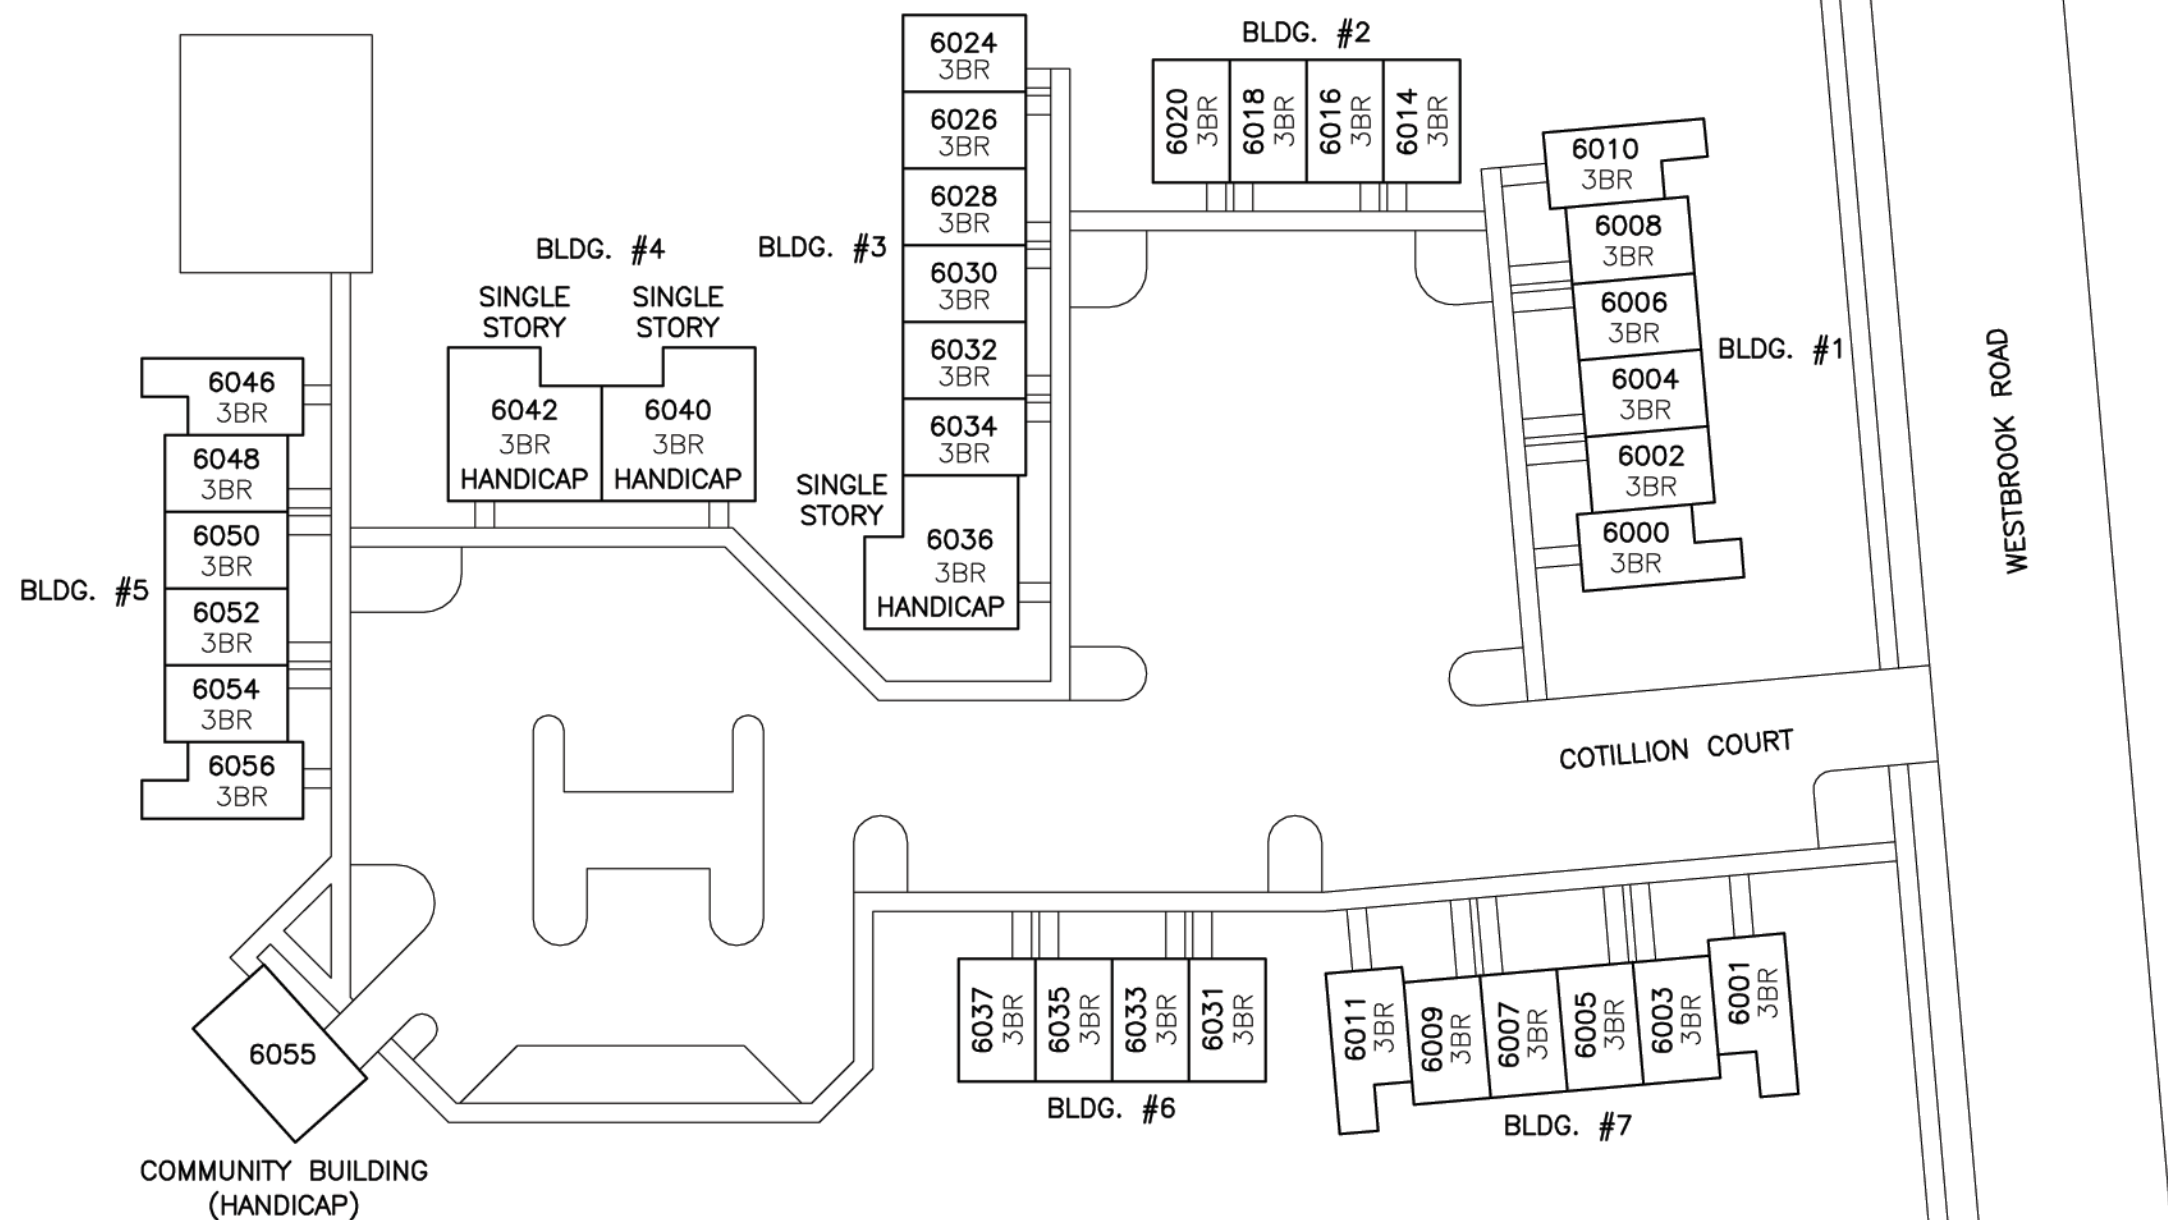 BLDG. #2
6020
3BR
6018
3BR
6016
3BR
6014
3BR
BLDG. #3
6024
3BR
6026
3BR
6028
3BR
6030
3BR
6032
3BR
6034
3BR
SINGLE
STORY
6036
3BR
HANDICAP
BLDG. #4
SINGLE
STORY
SINGLE
STORY
6042
3BR
HANDICAP
6040
3BR
HANDICAP
BLDG. #1
6010
3BR
6008
3BR
6006
3BR
6004
3BR
6002
3BR
6000
3BR
WESTBROOK ROAD
COTILLION COURT
BLDG. #5
6046
3BR
6048
3BR
6050
3BR
6052
3BR
6054
3BR
6056
3BR
6055
COMMUNITY BUILDING
(HANDICAP)
6037
3BR
6035
3BR
6033
3BR
6031
3BR
BLDG. #6
6011
3BR
6009
3BR
6007
3BR
6005
3BR
6003
3BR
6001
3BR
BLDG. #7